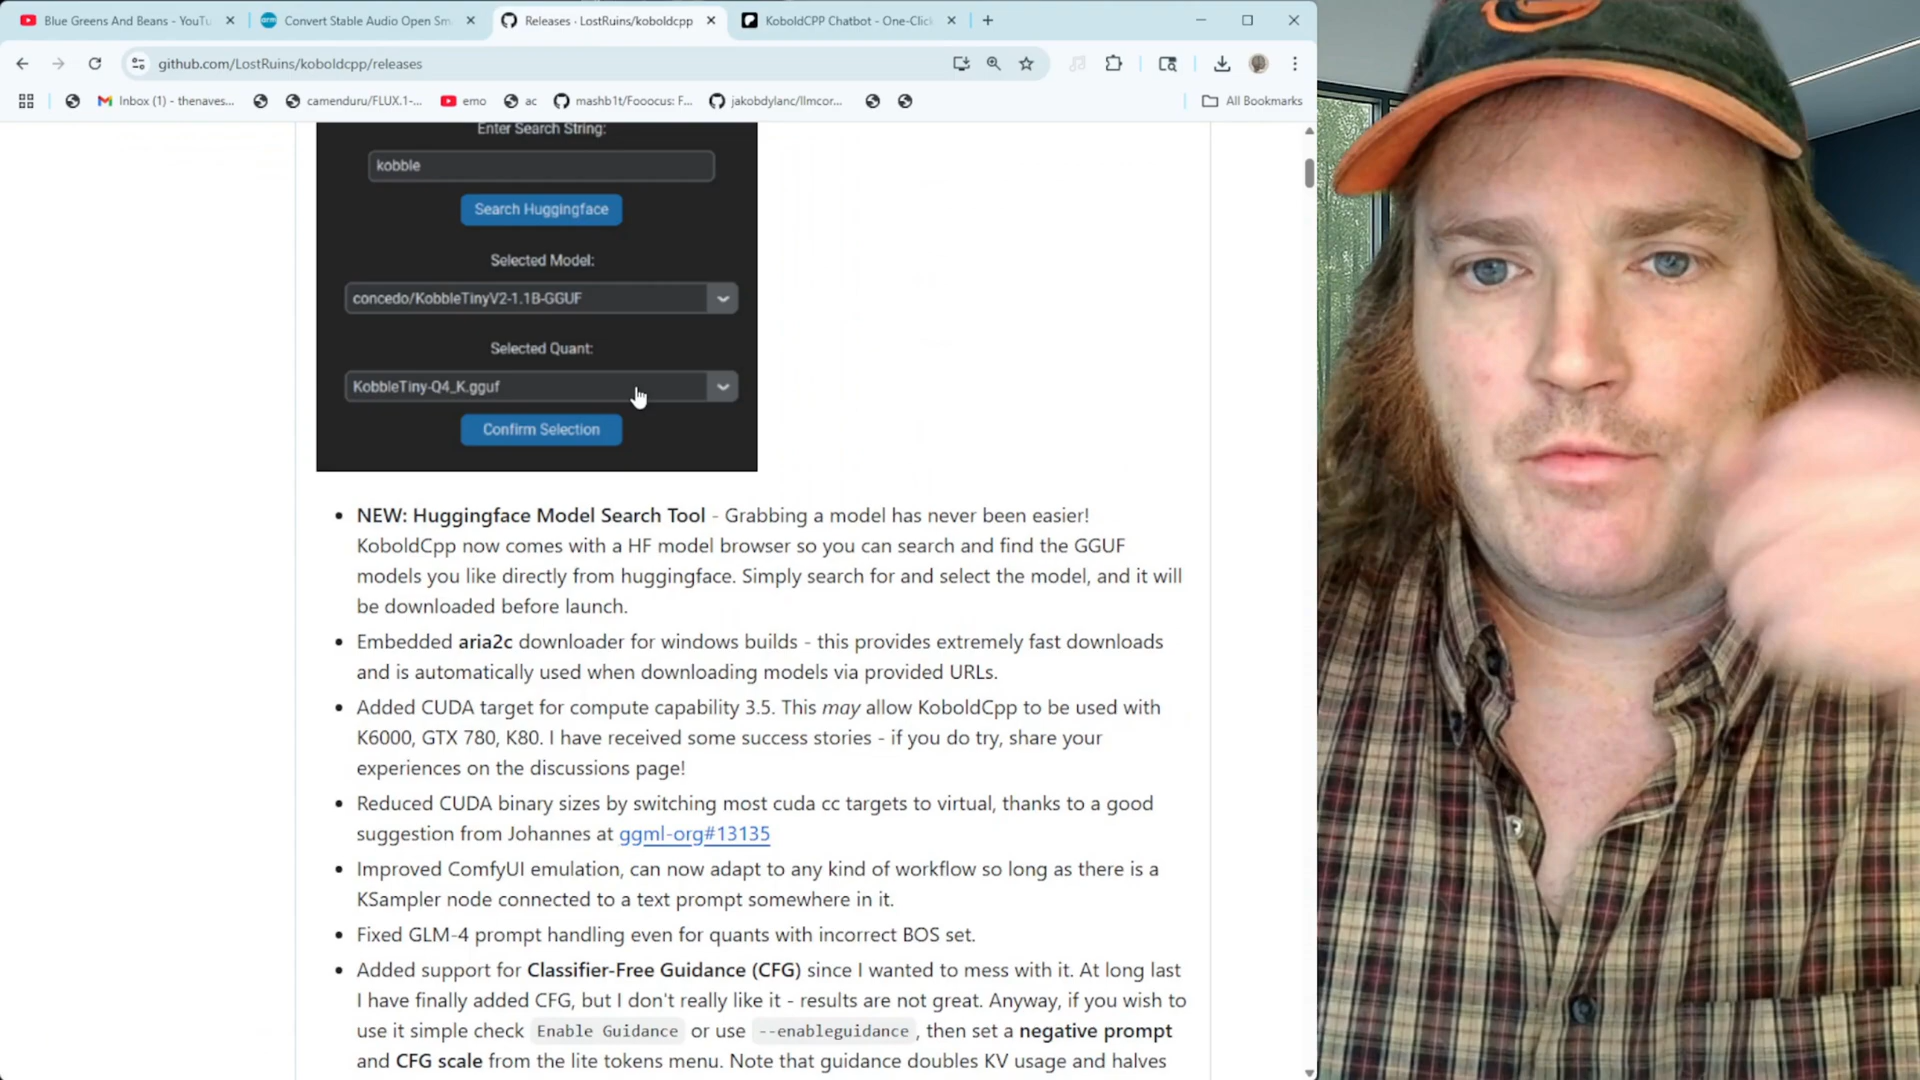 Blue Greens And Beans - YouTu
Convert Stable Audio Open Sm
Releases · LostRuins/koboldcpp
KoboldCPP Chatbot - One-Click
github.com/LostRuins/koboldcpp/releases
Inbox (1) - thenaves...
camenduru/FLUX.1-...
emo
ac
mashb1t/Fooocus: F...
jakobdylanc/llmcor...
All Bookmarks
Enter Search String:
kobble
Search Huggingface
Selected Model:
concedo/KobbleTinyV2-1.1B-GGUF
Selected Quant:
KobbleTiny-Q4_K.gguf
Confirm Selection
• NEW: Huggingface Model Search Tool - Grabbing a model has never been easier!
KoboldCpp now comes with a HF model browser so you can search and find the GGUF
models you like directly from huggingface. Simply search for and select the model, and it will
be downloaded before launch.
• Embedded aria2c downloader for windows builds - this provides extremely fast downloads
and is automatically used when downloading models via provided URLs.
• Added CUDA target for compute capability 3.5. This may allow KoboldCpp to be used with
K6000, GTX 780, K80. I have received some success stories - if you do try, share your
experiences on the discussions page!
• Reduced CUDA binary sizes by switching most cuda cc targets to virtual, thanks to a good
suggestion from Johannes at ggml-org#13135
• Improved ComfyUI emulation, can now adapt to any kind of workflow so long as there is a
KSampler node connected to a text prompt somewhere in it.
• Fixed GLM-4 prompt handling even for quants with incorrect BOS set.
• Added support for Classifier-Free Guidance (CFG) since I wanted to mess with it. At long last
I have finally added CFG, but I don't really like it - results are not great. Anyway, if you wish to
use it simple check Enable Guidance or use --enableguidance, then set a negative prompt
and CFG scale from the lite tokens menu. Note that guidance doubles KV usage and halves